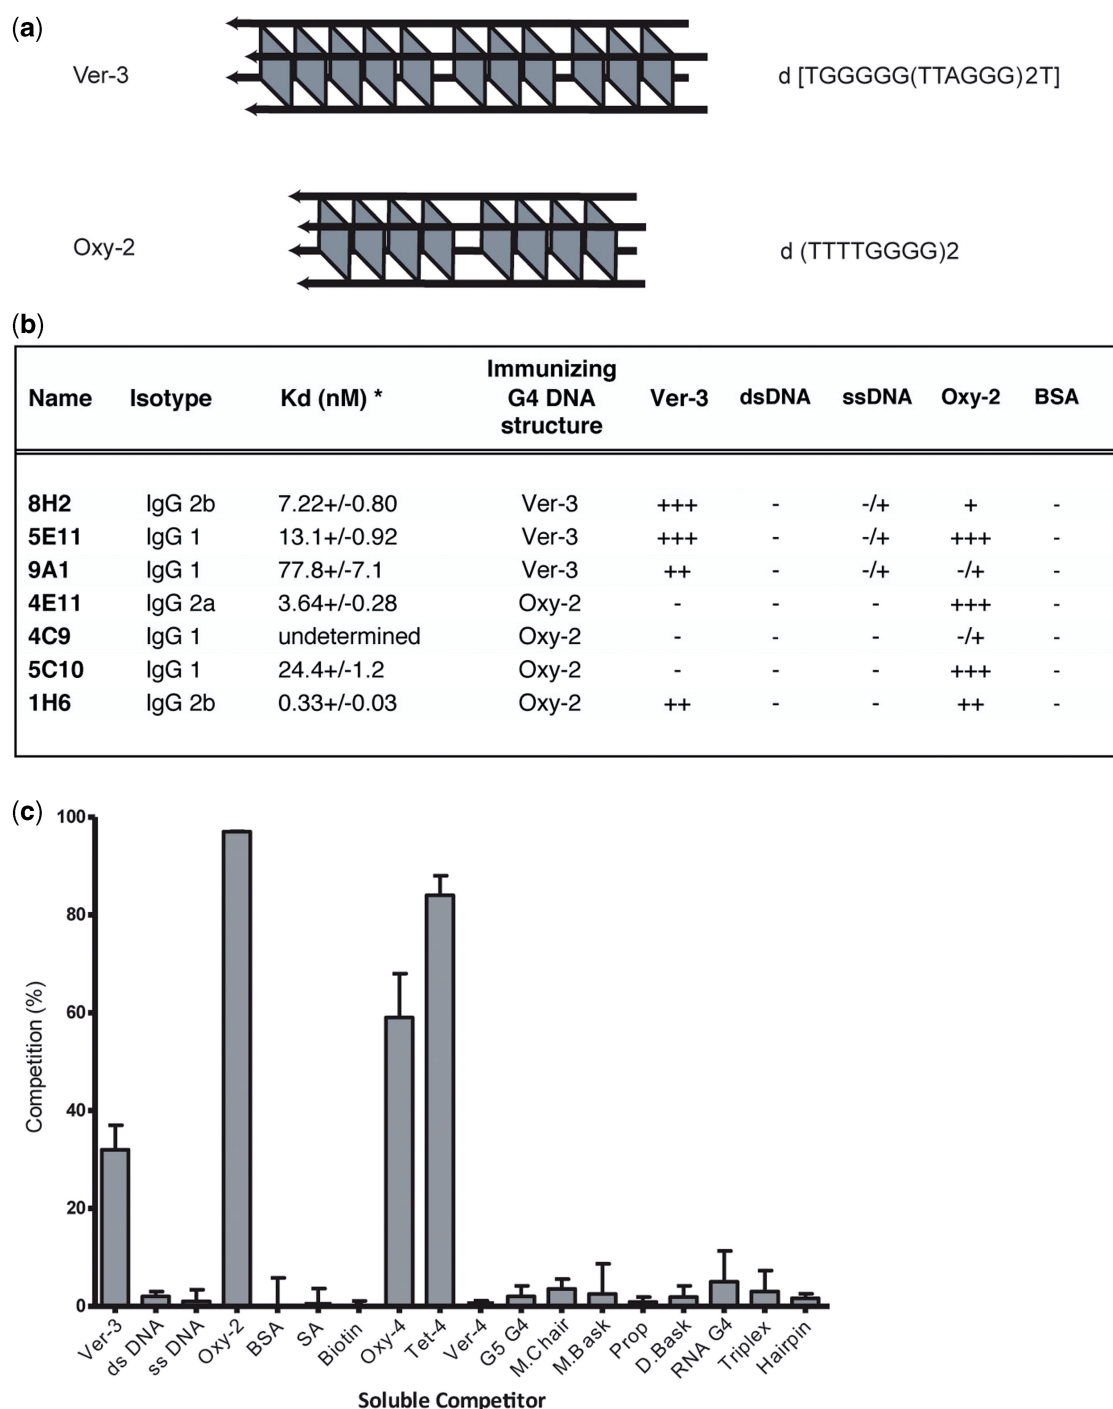 (a)
Ver-3 d [TGGGGG(TTAGGG)2T]
Oxy-2 d (TTTTGGGG)2
(b)
Name Isotype Kd (nM) * Immunizing G4 DNA structure Ver-3 dsDNA ssDNA Oxy-2 BSA
8H2 IgG 2b 7.22+/-0.80 Ver-3 +++ - -/+ + -
5E11 IgG 1 13.1+/-0.92 Ver-3 +++ - -/+ +++ -
9A1 IgG 1 77.8+/-7.1 Ver-3 ++ - -/+ -/+ -
4E11 IgG 2a 3.64+/-0.28 Oxy-2 - - - +++ -
4C9 IgG 1 undetermined Oxy-2 - - - -/+ -
5C10 IgG 1 24.4+/-1.2 Oxy-2 - - - +++ -
1H6 IgG 2b 0.33+/-0.03 Oxy-2 ++ - - ++ -
(c)
Competition (%)
100
80
60
40
20
0
Ver-3
ds DNA
ss DNA
Oxy-2
BSA
SA
Biotin
Oxy-4
Tet-4
Ver-4
G5 G4
M.Chair
M.Bask
Prop
D.Bask
RNA G4
Triplex
Hairpin
Soluble Competitor